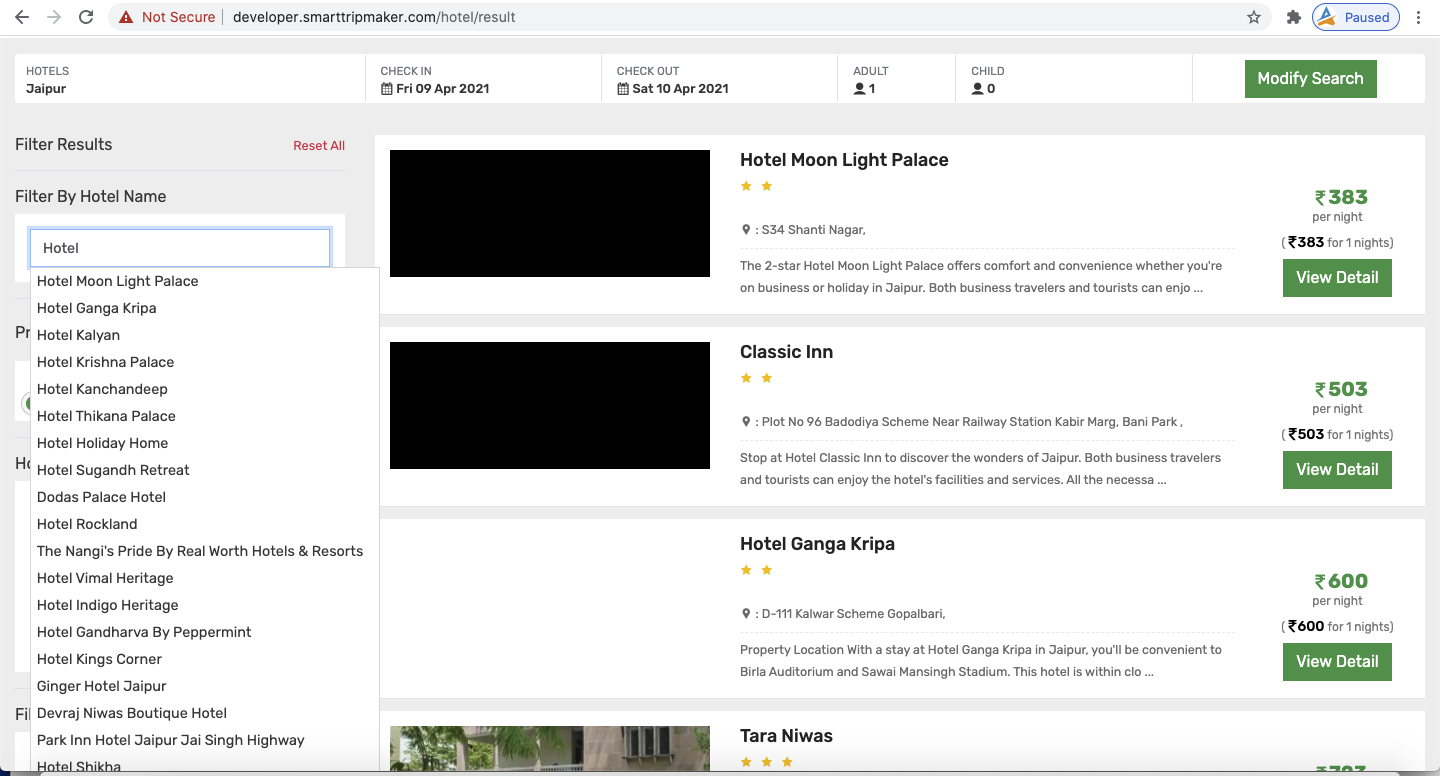 Not Secure
developer.smarttripmaker.com/hotel/result
Paused
HOTELS
Jaipur
CHECK IN
Fri 09 Apr 2021
CHECK OUT
Sat 10 Apr 2021
ADULT
1
CHILD
0
Modify Search
Filter Results
Reset All
Filter By Hotel Name
Hotel
Hotel Moon Light Palace
Hotel Ganga Kripa
Hotel Kalyan
Hotel Krishna Palace
Hotel Kanchandeep
Hotel Thikana Palace
Hotel Holiday Home
Hotel Sugandh Retreat
Dodas Palace Hotel
Hotel Rockland
The Nangi's Pride By Real Worth Hotels & Resorts
Hotel Vimal Heritage
Hotel Indigo Heritage
Hotel Gandharva By Peppermint
Hotel Kings Corner
Ginger Hotel Jaipur
Devraj Niwas Boutique Hotel
Park Inn Hotel Jaipur Jai Singh Highway
Hotel Shikha
Hotel Moon Light Palace
: S34 Shanti Nagar,
The 2-star Hotel Moon Light Palace offers comfort and convenience whether you're
on business or holiday in Jaipur. Both business travelers and tourists can enjo ...
₹383
per night
( ₹383 for 1 nights)
View Detail
Classic Inn
: Plot No 96 Badodiya Scheme Near Railway Station Kabir Marg, Bani Park ,
Stop at Hotel Classic Inn to discover the wonders of Jaipur. Both business travelers
and tourists can enjoy the hotel's facilities and services. All the necessa ...
₹503
per night
( ₹503 for 1 nights)
View Detail
Hotel Ganga Kripa
: D-111 Kalwar Scheme Gopalbari,
Property Location With a stay at Hotel Ganga Kripa in Jaipur, you'll be convenient to
Birla Auditorium and Sawai Mansingh Stadium. This hotel is within clo ...
₹600
per night
( ₹600 for 1 nights)
View Detail
Tara Niwas